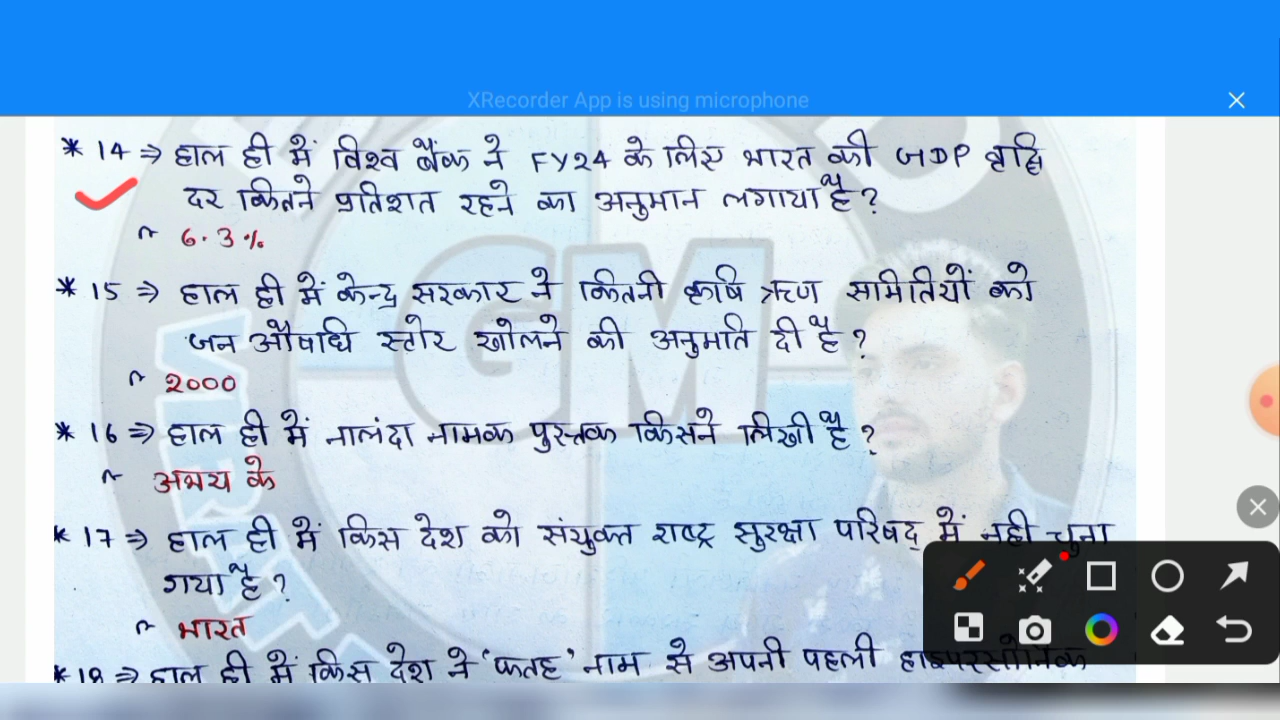 XRecorder App is using microphone
* 14 ⇒ हाल ही में विश्व बैंक ने FY24 के लिए भारत की GDP वृद्धि
दर कितने प्रतिशत रहने का अनुमान लगाया है ?
6.3%
* 15 ⇒ हाल ही में केन्द्र सरकार ने कितनी कृषि ऋण समितियों को
जन औषधि स्टोर खोलने की अनुमति दी है ?
2000
* 16 ⇒ हाल ही में नालंदा नामक पुस्तक किसने लिखी है ?
अभय के
* 17 ⇒ हाल ही में किस देश को संयुक्त राष्ट्र सुरक्षा परिषद् में नही चुना
गया है ?
भारत
* 18 ⇒ हाल ही में किस देश ने 'फतह' नाम से अपनी पहली हाइपरसोनिक
GM